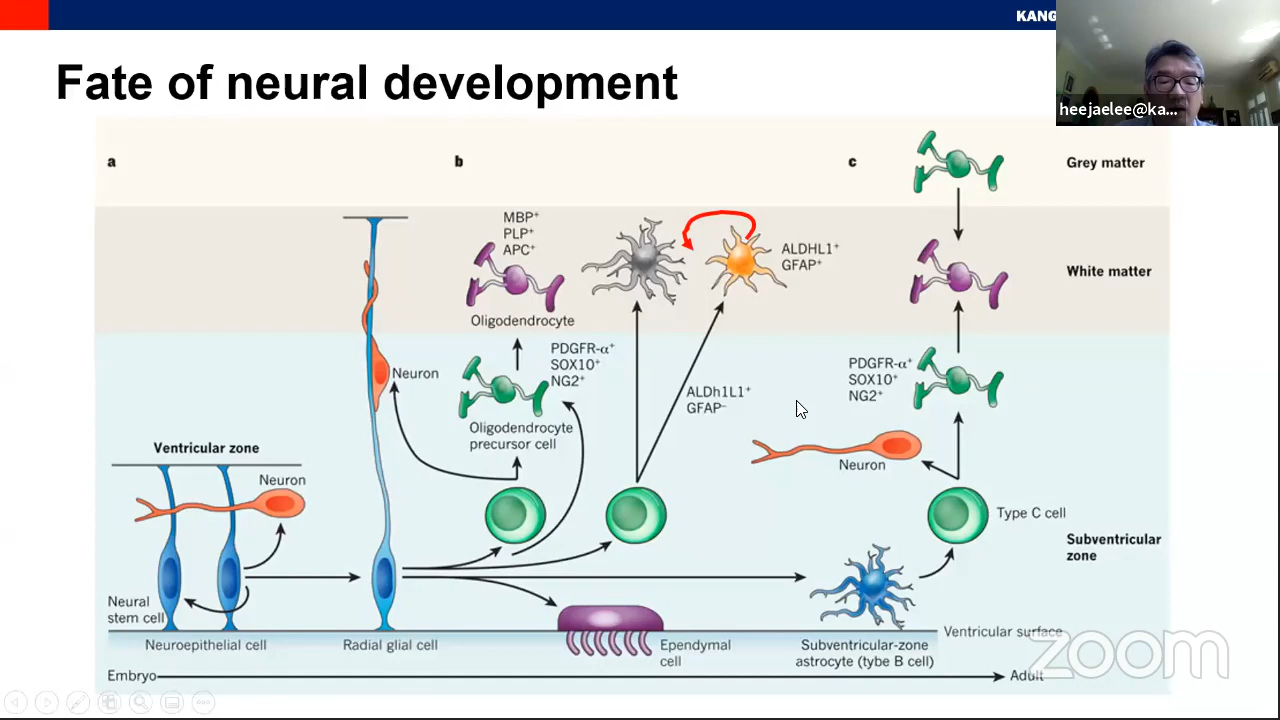 KANG
heejaelee@ka...
Fate of neural development
a
b
c
Grey matter
MBP⁺
PLP⁺
APC⁺
ALDHL1⁺
GFAP⁺
White matter
Oligodendrocyte
Neuron
PDGFR-α⁺
SOX10⁺
NG2⁺
ALDh1L1⁺
GFAP⁻
PDGFR-α⁺
SOX10⁺
NG2⁺
Oligodendrocyte
precursor cell
Ventricular zone
Neuron
Neuron
Type C cell
Subventricular
zone
Neural
stem cell
Neuroepithelial cell
Radial glial cell
Ependymal
cell
Subventricular-zone
astrocyte (tybe B cell)
Ventricular surface
Embryo
Adult
zoom